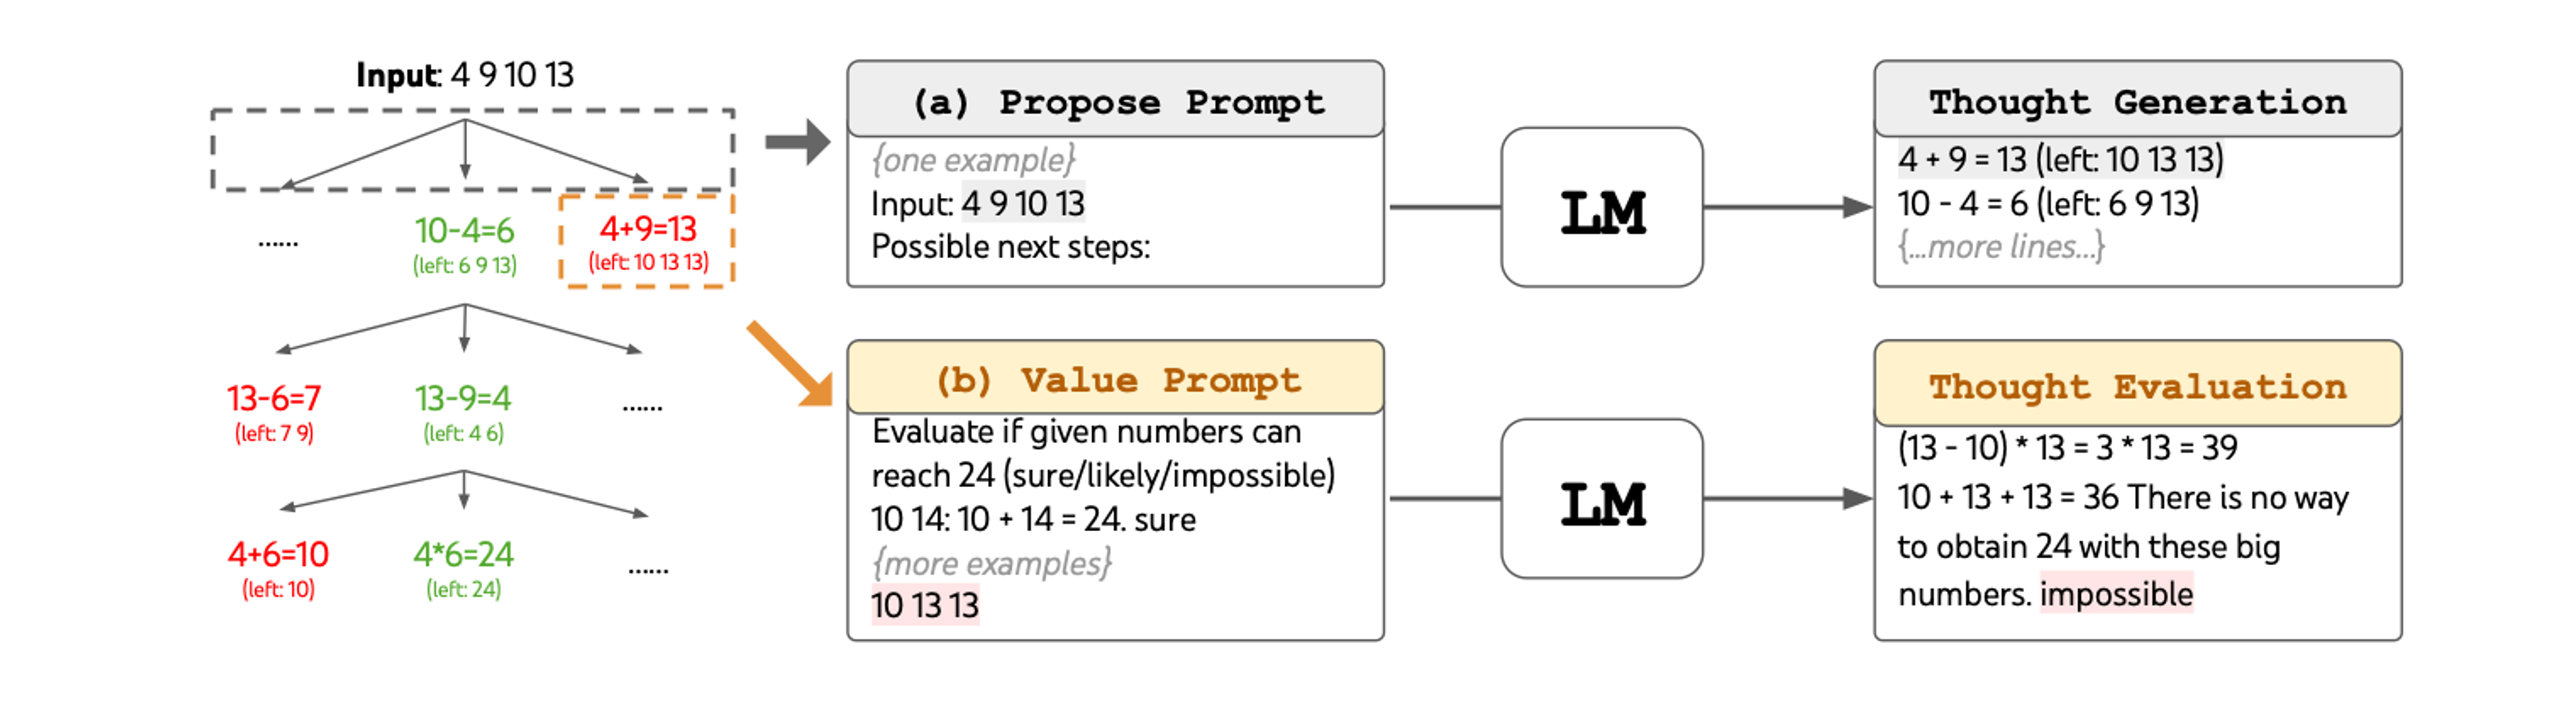 Input: 4 9 10 13
......
10-4=6
(left: 6 9 13)
4+9=13
(left: 10 13 13)
13-6=7
(left: 7 9)
13-9=4
(left: 4 6)
......
4+6=10
(left: 10)
4*6=24
(left: 24)
......
(a) Propose Prompt
{one example}
Input: 4 9 10 13
Possible next steps:
LM
Thought Generation
4 + 9 = 13 (left: 10 13 13)
10 - 4 = 6 (left: 6 9 13)
{...more lines...}
(b) Value Prompt
Evaluate if given numbers can
reach 24 (sure/likely/impossible)
10 14: 10 + 14 = 24. sure
{more examples}
10 13 13
LM
Thought Evaluation
(13 - 10) * 13 = 3 * 13 = 39
10 + 13 + 13 = 36 There is no way
to obtain 24 with these big
numbers. impossible